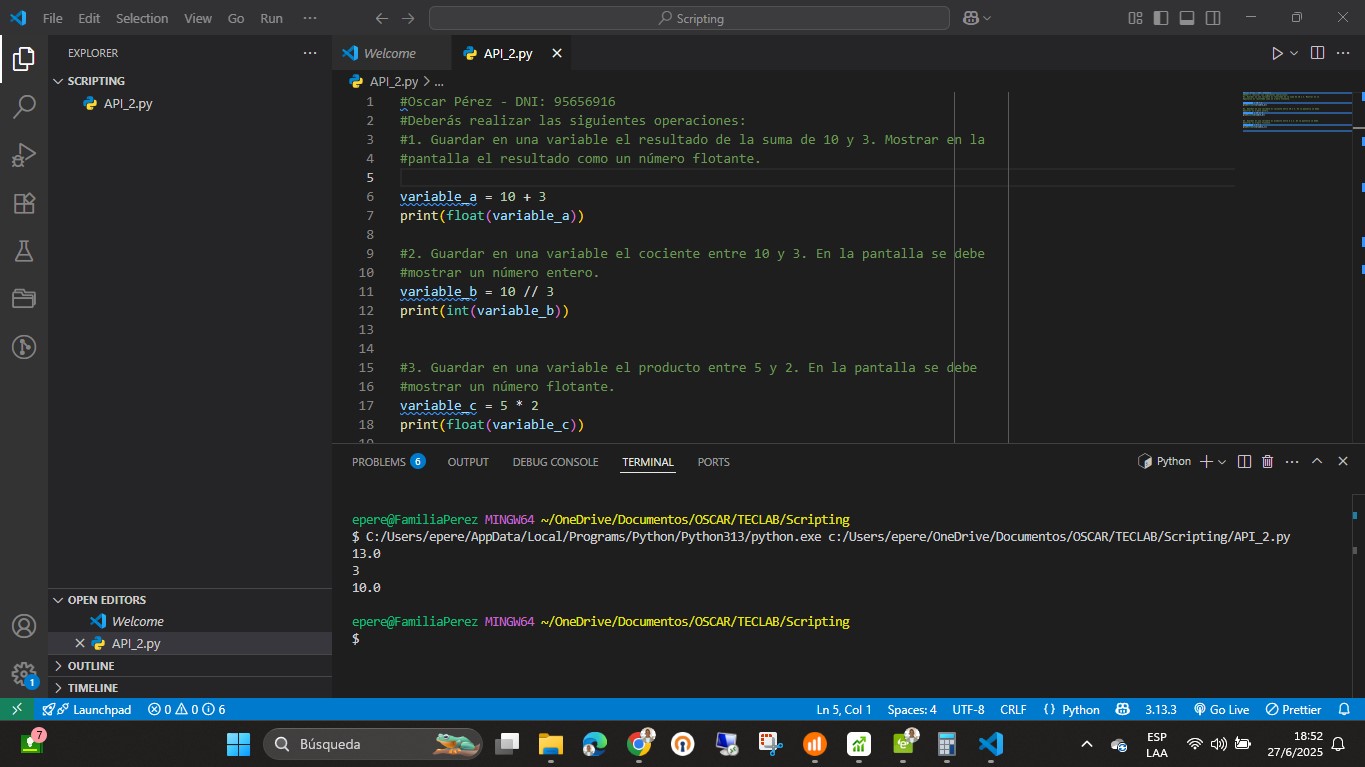 File Edit Selection View Go Run ···
Scripting
EXPLORER ···
SCRIPTING
API_2.py
Welcome
API_2.py
API_2.py > ...
1 #Oscar Pérez - DNI: 95656916
2 #Deberás realizar las siguientes operaciones:
3 #1. Guardar en una variable el resultado de la suma de 10 y 3. Mostrar en la
4 #pantalla el resultado como un número flotante.
5
6 variable_a = 10 + 3
7 print(float(variable_a))
8
9 #2. Guardar en una variable el cociente entre 10 y 3. En la pantalla se debe
10 #mostrar un número entero.
11 variable_b = 10 // 3
12 print(int(variable_b))
13
14
15 #3. Guardar en una variable el producto entre 5 y 2. En la pantalla se debe
16 #mostrar un número flotante.
17 variable_c = 5 * 2
18 print(float(variable_c))
PROBLEMS 6 OUTPUT DEBUG CONSOLE TERMINAL PORTS
Python
epere@FamiliaPerez MINGW64 ~/OneDrive/Documentos/OSCAR/TECLAB/Scripting
$ C:/Users/epere/AppData/Local/Programs/Python/Python313/python.exe c:/Users/epere/OneDrive/Documentos/OSCAR/TECLAB/Scripting/API_2.py
13.0
3
10.0
epere@FamiliaPerez MINGW64 ~/OneDrive/Documentos/OSCAR/TECLAB/Scripting
$
OPEN EDITORS
Welcome
API_2.py
OUTLINE
TIMELINE
1
Launchpad 0 0 6
Ln 5, Col 1 Spaces: 4 UTF-8 CRLF {} Python 3.13.3 Go Live Prettier
7
Búsqueda
ESP
LAA
18:52
27/6/2025